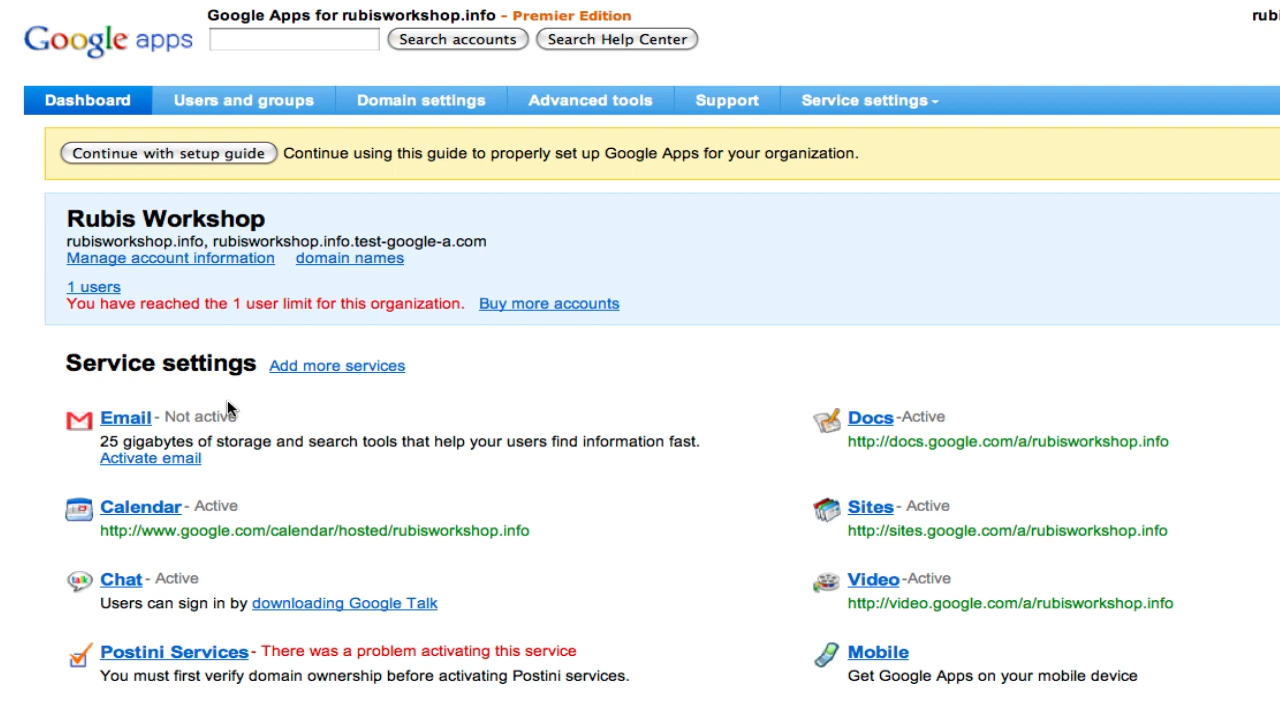 Google Apps for rubisworkshop.info - Premier Edition
rubi
Google apps
Search accounts
Search Help Center
Dashboard
Users and groups
Domain settings
Advanced tools
Support
Service settings
Continue with setup guide
Continue using this guide to properly set up Google Apps for your organization.
Rubis Workshop
rubisworkshop.info, rubisworkshop.info.test-google-a.com
Manage account information
domain names
1 users
You have reached the 1 user limit for this organization.
Buy more accounts
Service settings
Add more services
Email - Not active
25 gigabytes of storage and search tools that help your users find information fast.
Activate email
Docs -Active
http://docs.google.com/a/rubisworkshop.info
Calendar - Active
http://www.google.com/calendar/hosted/rubisworkshop.info
Sites - Active
http://sites.google.com/a/rubisworkshop.info
talk
Chat - Active
Users can sign in by downloading Google Talk
Video -Active
http://video.google.com/a/rubisworkshop.info
Postini Services - There was a problem activating this service
You must first verify domain ownership before activating Postini services.
Mobile
Get Google Apps on your mobile device